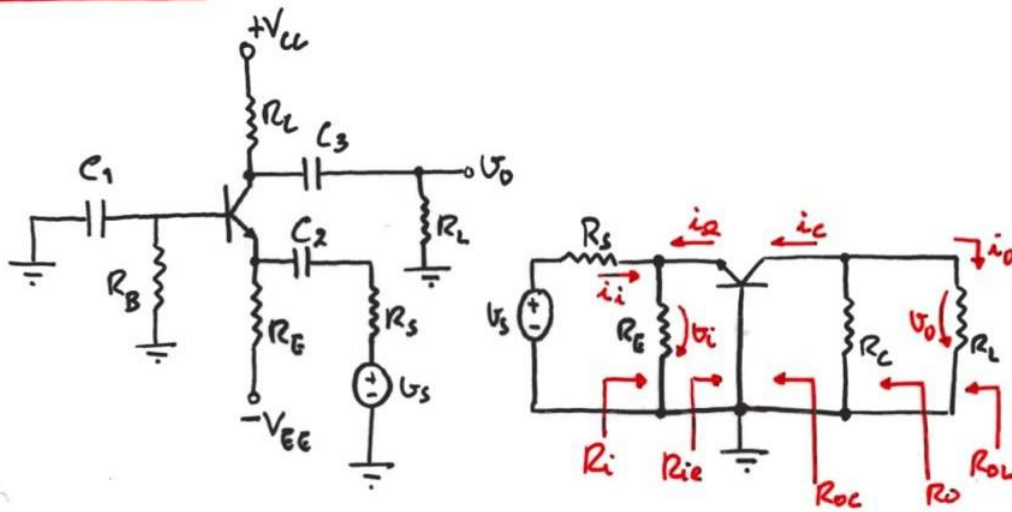 +VCC
RC
C3
vo
C1
RL
C2
RB
RE
RS
vs
-VEE
RS
ie
ic
io
ii
vs
RE
vi
RC
vo
RL
Ri
Rie
Roc
Ro
RoL